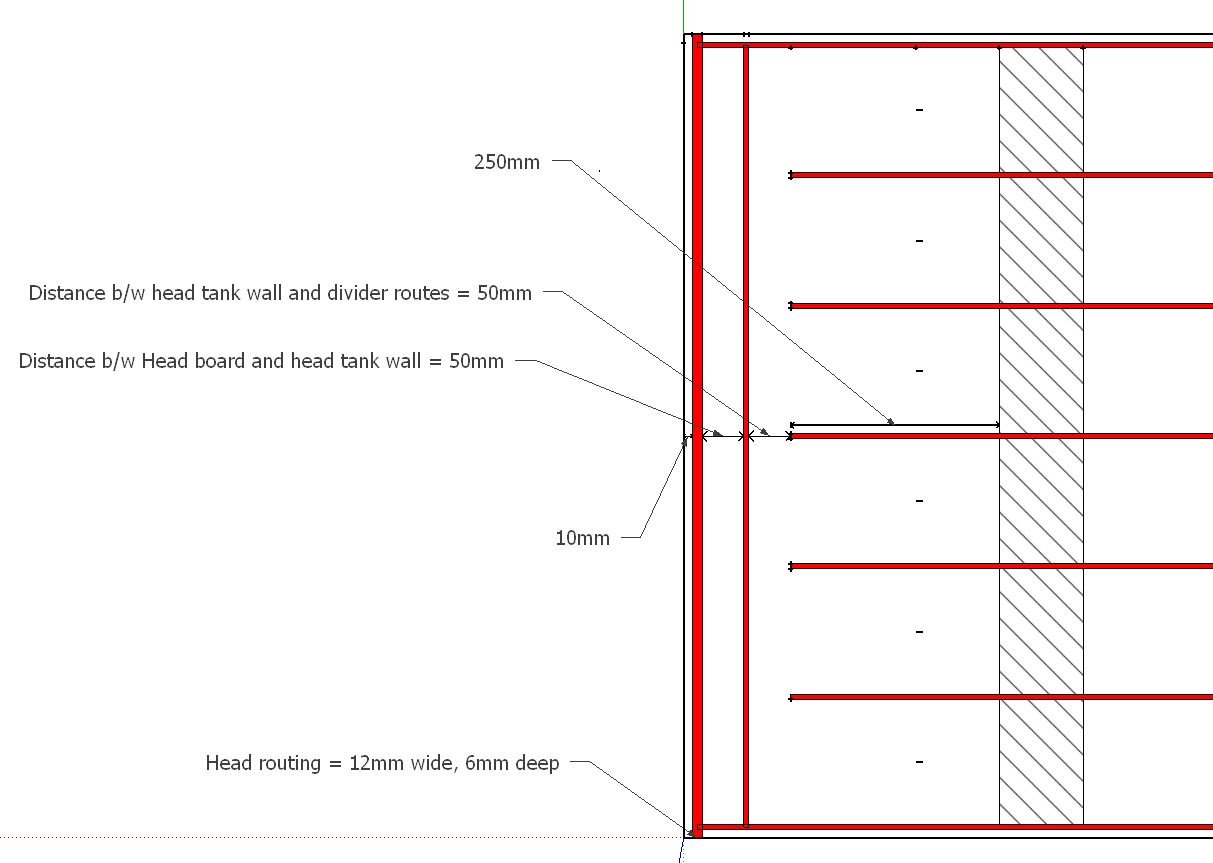 250mm
Distance b/w head tank wall and divider routes = 50mm
Distance b/w Head board and head tank wall = 50mm
10mm
Head routing = 12mm wide, 6mm deep